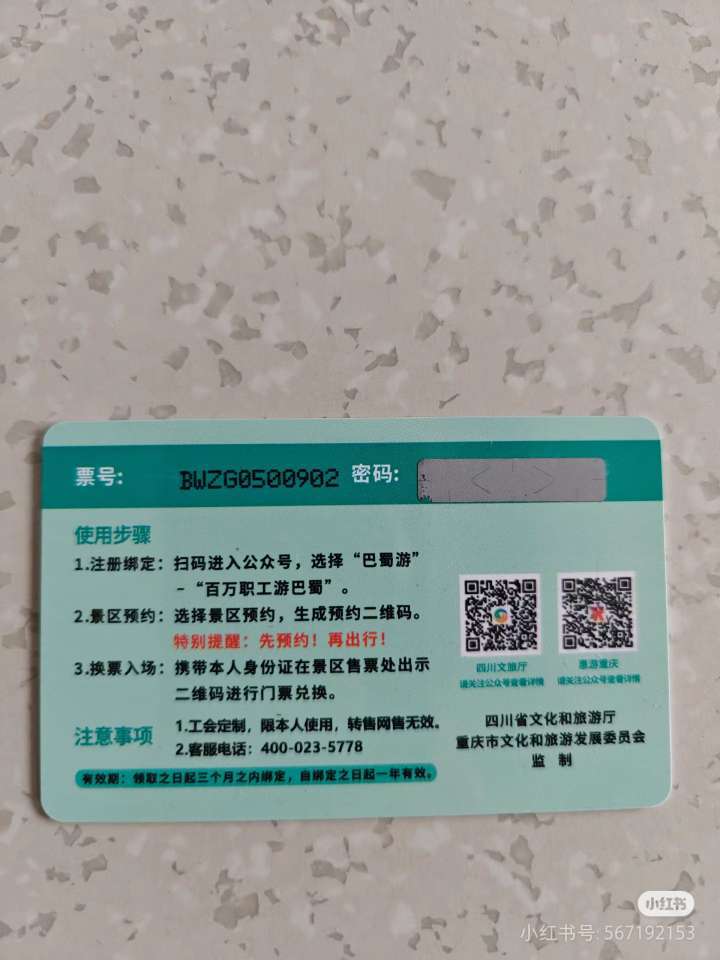 票号: BWZG0500902 密码:
使用步骤
1.注册绑定：扫码进入公众号，选择“巴蜀游”
-“百万职工游巴蜀”。
2.景区预约：选择景区预约，生成预约二维码。
特别提醒：先预约！再出行！
3.换票入场：携带本人身份证在景区售票处出示
二维码进行门票兑换。
四川文旅厅
请关注公众号查看详情
惠游重庆
请关注公众号查看详情
注意事项
1.工会定制，限本人使用，转售网售无效。
2.客服电话：400-023-5778
有效期：领取之日起三个月之内绑定，自绑定之日起一年有效。
四川省文化和旅游厅
重庆市文化和旅游发展委员会
监 制
小红书
小红书号: 567192153